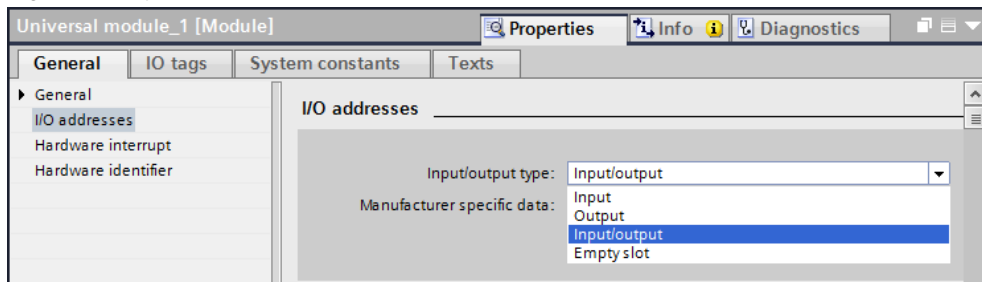 Universal module_1 [Module]
Properties
Info
Diagnostics
General
IO tags
System constants
Texts
General
I/O addresses
Hardware interrupt
Hardware identifier
I/O addresses
Input/output type:
Input/output
Manufacturer specific data:
Input
Output
Input/output
Empty slot